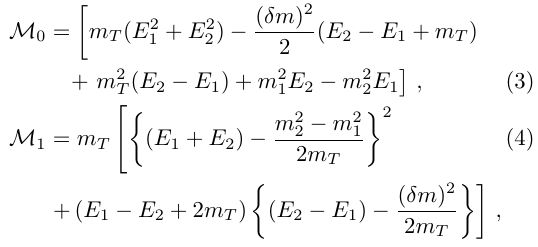 ℳ₀ = [ m_T(E₁² + E₂²) − (δm)²/2 (E₂ − E₁ + m_T)
+ m_T²(E₂ − E₁) + m₁²E₂ − m₂²E₁ ] , (3)
ℳ₁ = m_T [ { (E₁ + E₂) − (m₂² − m₁²)/(2m_T) }² (4)
+ (E₁ − E₂ + 2m_T) { (E₂ − E₁) − (δm)²/(2m_T) } ] ,